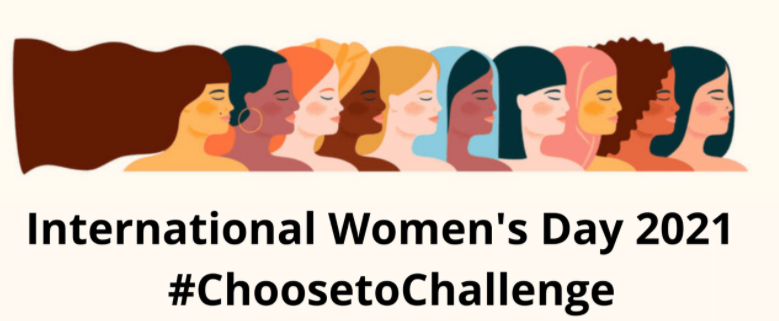 International Women's Day 2021
#ChoosetoChallenge